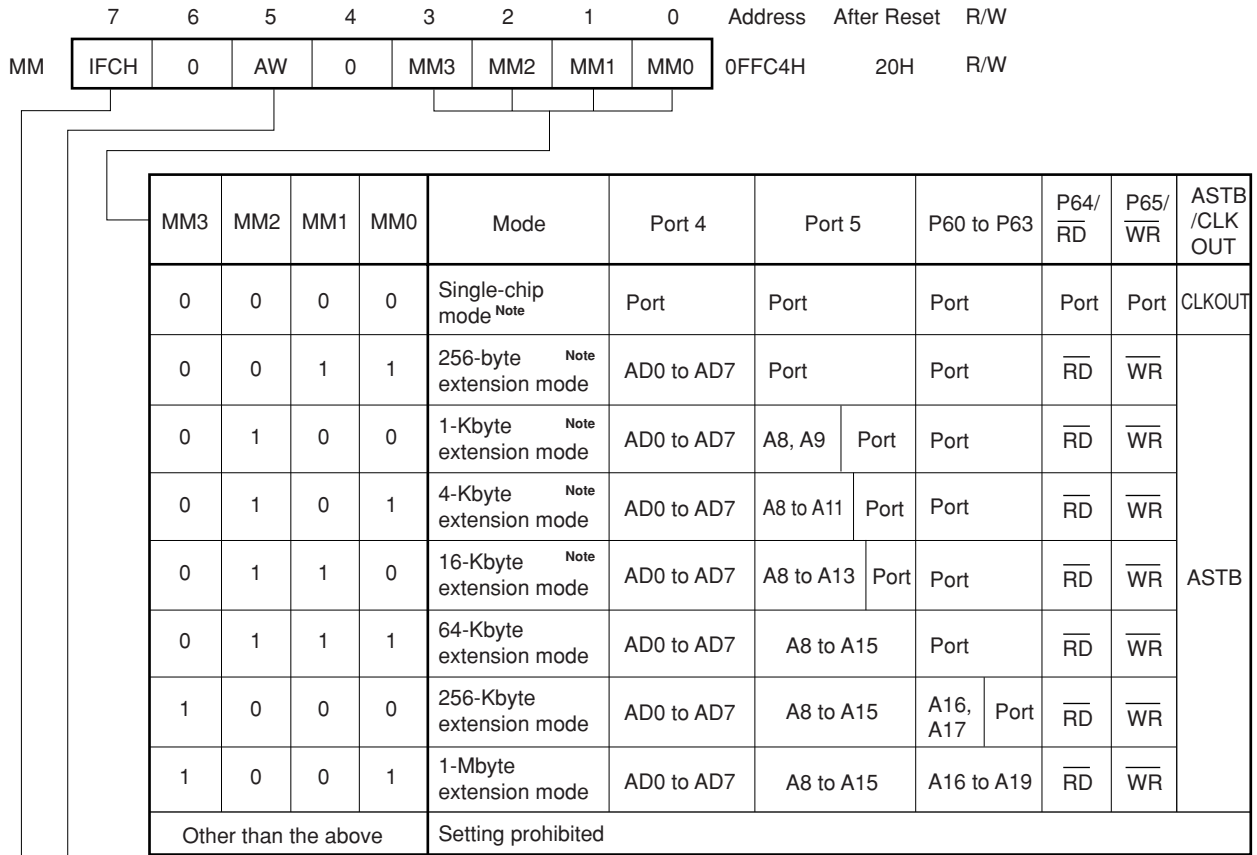 7 6 5 4 3 2 1 0 Address After Reset R/W
MM IFCH 0 AW 0 MM3 MM2 MM1 MM0 0FFC4H 20H R/W
MM3 MM2 MM1 MM0 Mode Port 4 Port 5 P60 to P63 P64/ RD P65/ WR ASTB /CLK OUT
0 0 0 0 Single-chip mode Note Port Port Port Port Port CLKOUT
0 0 1 1 256-byte Note extension mode AD0 to AD7 Port Port RD WR
0 1 0 0 1-Kbyte Note extension mode AD0 to AD7 A8, A9 Port Port RD WR
0 1 0 1 4-Kbyte Note extension mode AD0 to AD7 A8 to A11 Port Port RD WR
0 1 1 0 16-Kbyte Note extension mode AD0 to AD7 A8 to A13 Port Port RD WR ASTB
0 1 1 1 64-Kbyte extension mode AD0 to AD7 A8 to A15 Port RD WR
1 0 0 0 256-Kbyte extension mode AD0 to AD7 A8 to A15 A16, A17 Port RD WR
1 0 0 1 1-Mbyte extension mode AD0 to AD7 A8 to A15 A16 to A19 RD WR
Other than the above Setting prohibited